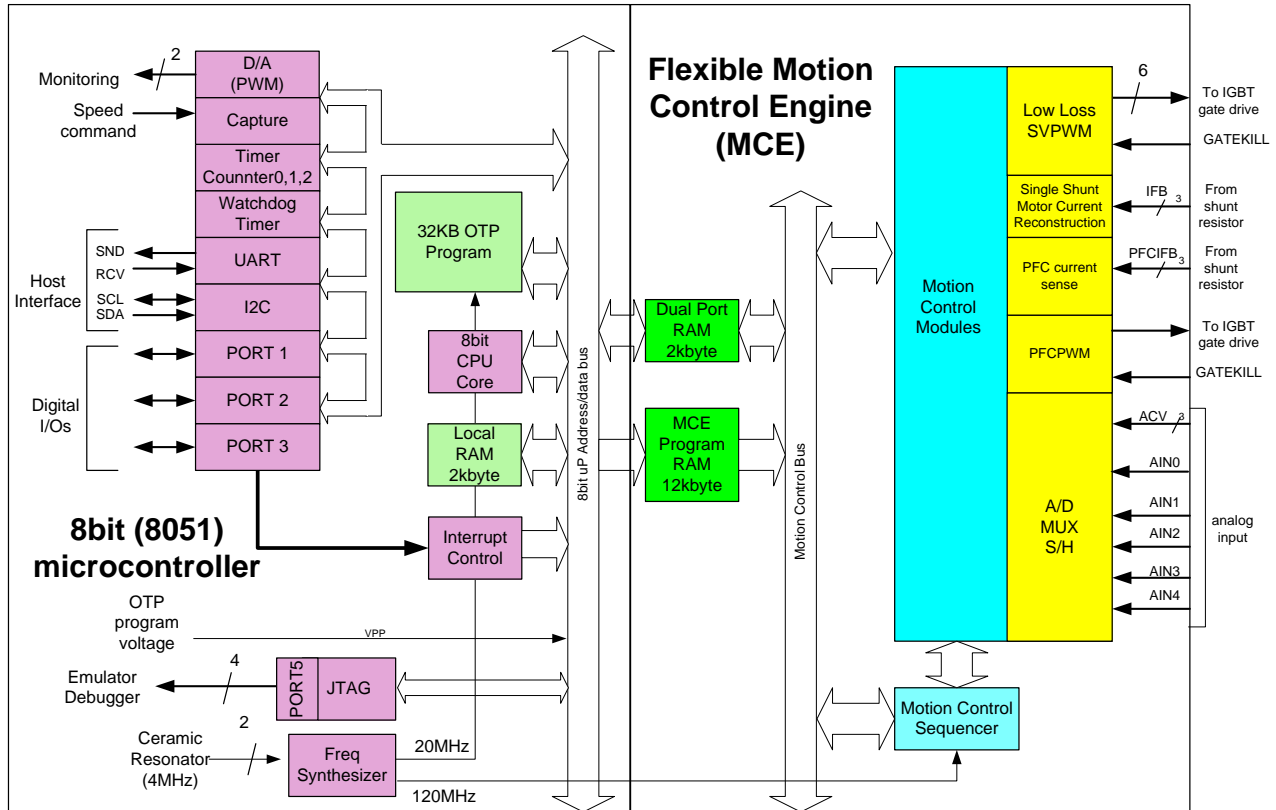 Monitoring
2
D/A
(PWM)
Speed
command
Capture
Timer
Counnter0,1,2
Watchdog
Timer
Host
Interface
SND
RCV
UART
SCL
SDA
I2C
Digital
I/Os
PORT 1
PORT 2
PORT 3
32KB OTP
Program
8bit
CPU
Core
Local
RAM
2kbyte
Interrupt
Control
8bit (8051)
microcontroller
OTP
program
voltage
VPP
Emulator
Debugger
4
PORT5
JTAG
Ceramic
Resonator
(4MHz)
2
Freq
Synthesizer
20MHz
120MHz
8bit uP Address/data bus
Flexible Motion
Control Engine
(MCE)
Dual Port
RAM
2kbyte
MCE
Program
RAM
12kbyte
Motion Control Bus
Motion
Control
Modules
Low Loss
SVPWM
6
To IGBT
gate drive
GATEKILL
Single Shunt
Motor Current
Reconstruction
IFB
3
From
shunt
resistor
PFC current
sense
PFCIFB
3
From
shunt
resistor
PFCPWM
To IGBT
gate drive
GATEKILL
A/D
MUX
S/H
ACV
3
AIN0
AIN1
AIN2
AIN3
AIN4
analog
input
Motion Control
Sequencer